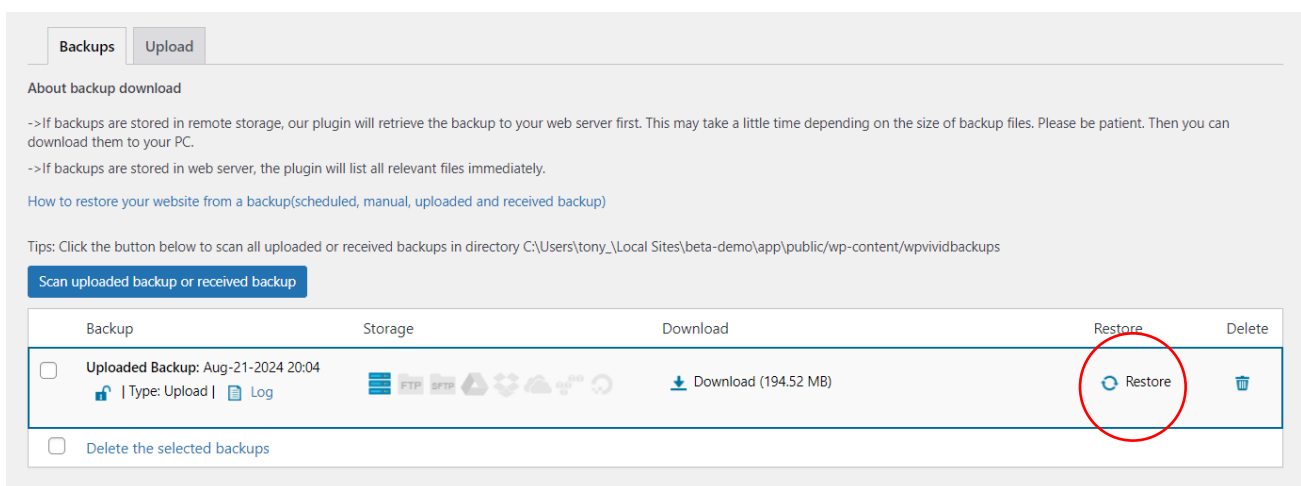 Backups Upload
About backup download
->If backups are stored in remote storage, our plugin will retrieve the backup to your web server first. This may take a little time depending on the size of backup files. Please be patient. Then you can
download them to your PC.
->If backups are stored in web server, the plugin will list all relevant files immediately.
How to restore your website from a backup(scheduled, manual, uploaded and received backup)
Tips: Click the button below to scan all uploaded or received backups in directory C:\Users\tony_\Local Sites\beta-demo\app\public/wp-content/wpvividbackups
Scan uploaded backup or received backup
Backup Storage Download Restore Delete
Uploaded Backup: Aug-21-2024 20:04
FTP SFTP Download (194.52 MB) Restore
| Type: Upload | Log
Delete the selected backups